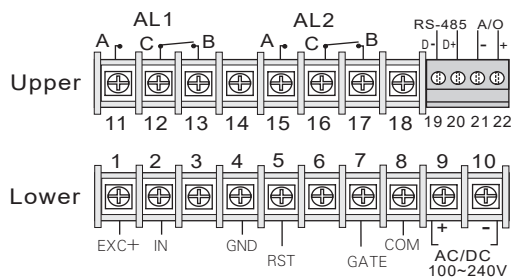 AL1 AL2 RS-485 A/O
A C B A C B D- D+ - +
Upper
11 12 13 14 15 16 17 18 19 20 21 22
1 2 3 4 5 6 7 8 9 10
Lower
+ -
EXC+ IN GND RST GATE COM AC/DC
100~240V